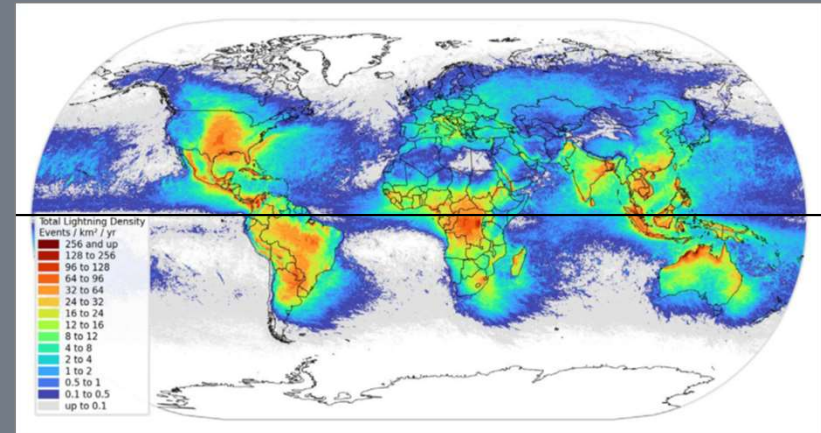 Total Lightning Density
Events / km² / yr
256 and up
128 to 256
96 to 128
64 to 96
32 to 64
24 to 32
16 to 24
12 to 16
8 to 12
4 to 8
2 to 4
1 to 2
0.5 to 1
0.1 to 0.5
up to 0.1